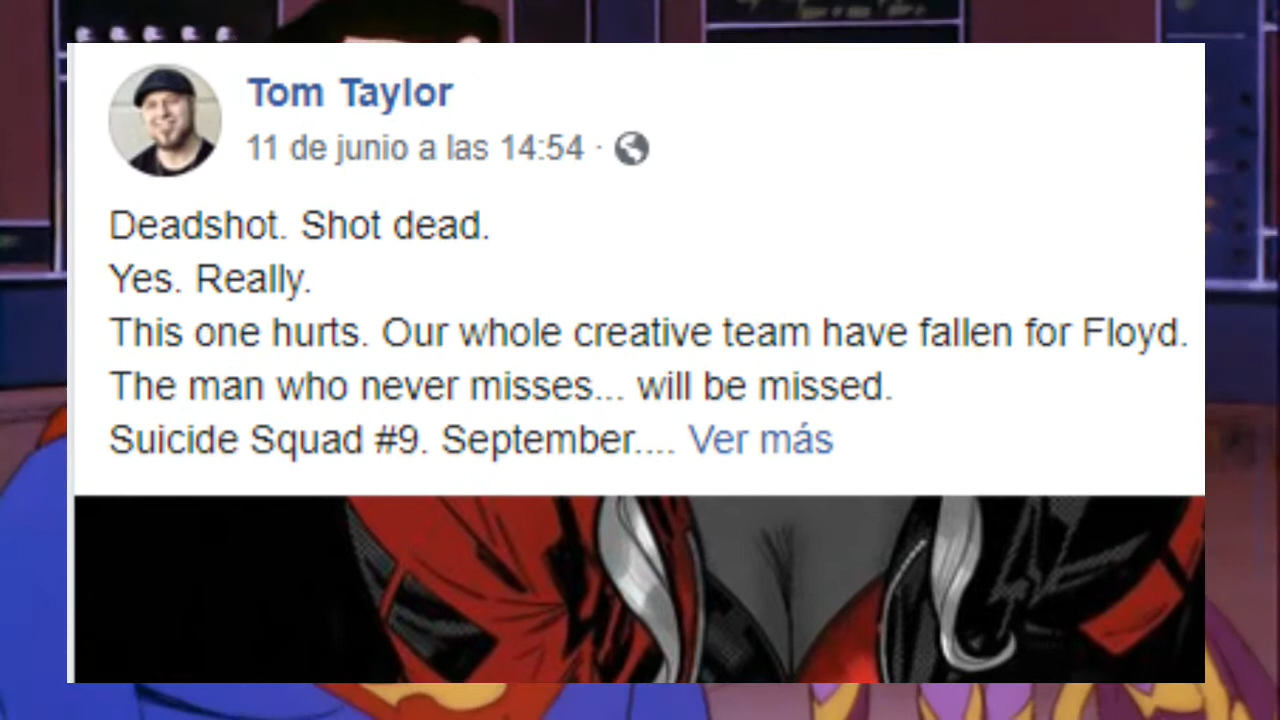 Tom Taylor
11 de junio a las 14:54 ·
Deadshot. Shot dead.
Yes. Really.
This one hurts. Our whole creative team have fallen for Floyd.
The man who never misses... will be missed.
Suicide Squad #9. September.... Ver más